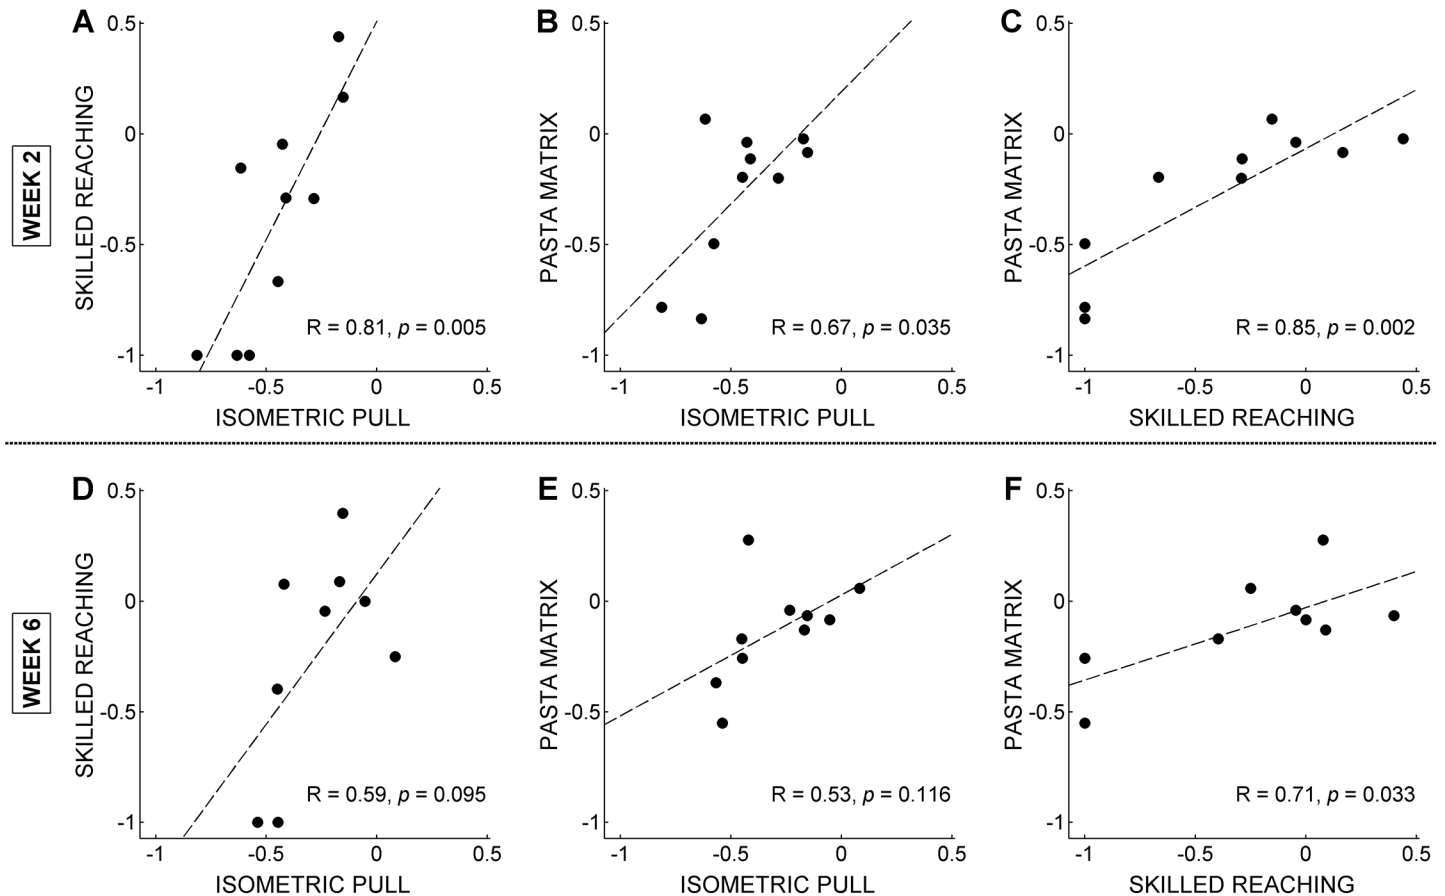 WEEK 2
A
SKILLED REACHING
0.5
0
-0.5
-1
R = 0.81, p = 0.005
-1 -0.5 0 0.5
ISOMETRIC PULL
B
PASTA MATRIX
0.5
0
-0.5
-1
R = 0.67, p = 0.035
-1 -0.5 0 0.5
ISOMETRIC PULL
C
PASTA MATRIX
0.5
0
-0.5
-1
R = 0.85, p = 0.002
-1 -0.5 0 0.5
SKILLED REACHING
WEEK 6
D
SKILLED REACHING
0.5
0
-0.5
-1
R = 0.59, p = 0.095
-1 -0.5 0 0.5
ISOMETRIC PULL
E
PASTA MATRIX
0.5
0
-0.5
-1
R = 0.53, p = 0.116
-1 -0.5 0 0.5
ISOMETRIC PULL
F
PASTA MATRIX
0.5
0
-0.5
-1
R = 0.71, p = 0.033
-1 -0.5 0 0.5
SKILLED REACHING